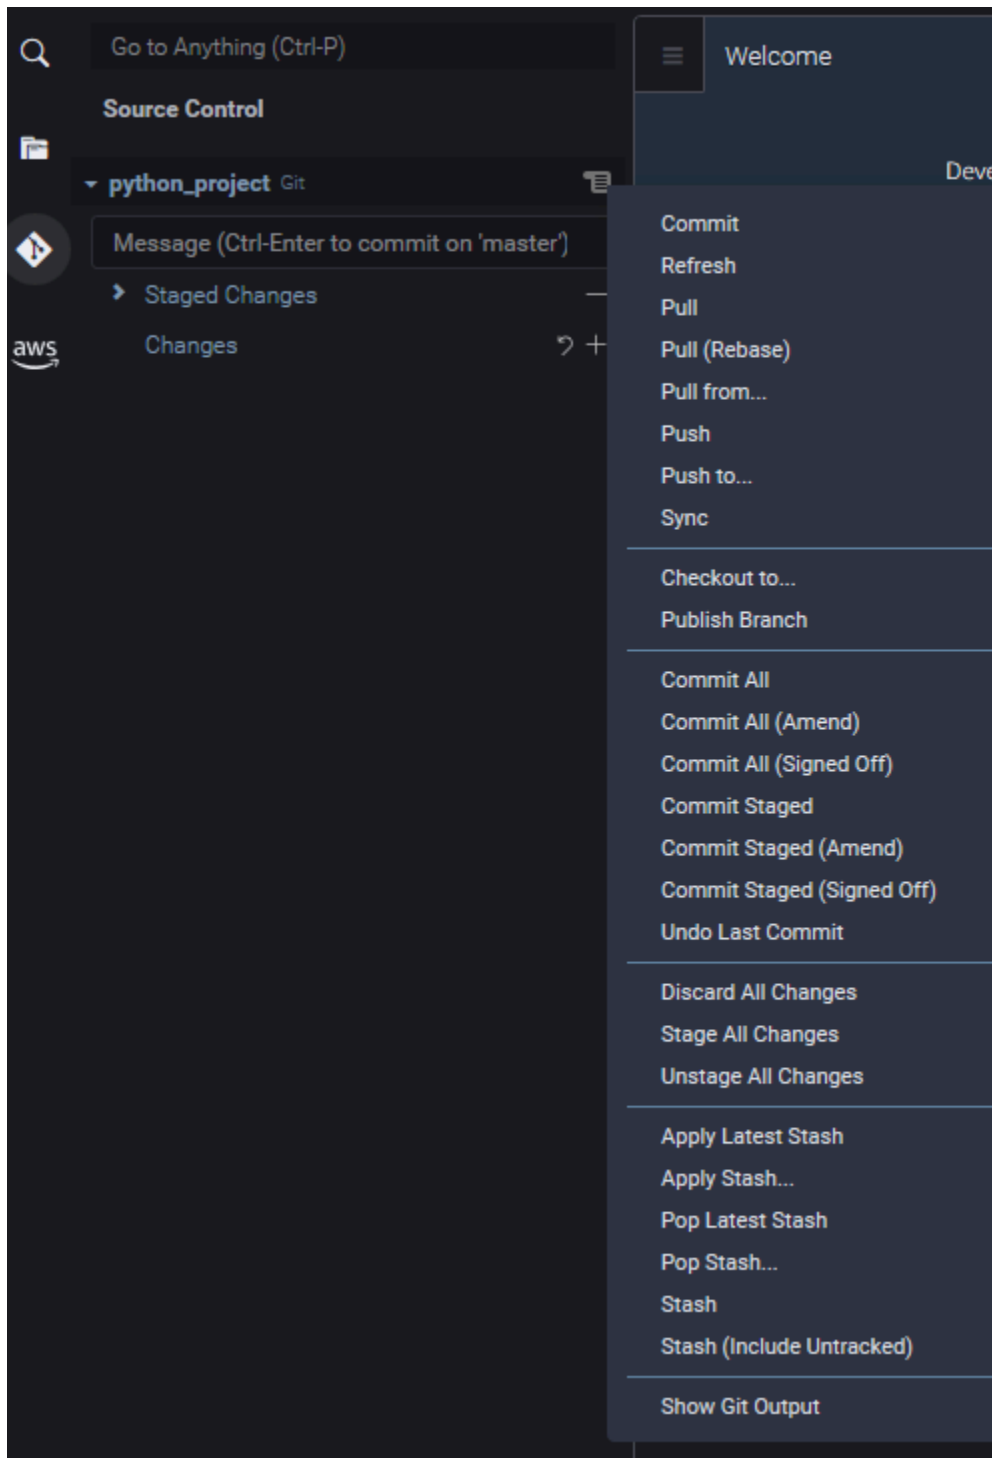 Go to Anything (Ctrl-P)
Welcome
Source Control
python_project Git
Message (Ctrl-Enter to commit on 'master')
Staged Changes
Changes
aws
Deve
Commit
Refresh
Pull
Pull (Rebase)
Pull from...
Push
Push to...
Sync
Checkout to...
Publish Branch
Commit All
Commit All (Amend)
Commit All (Signed Off)
Commit Staged
Commit Staged (Amend)
Commit Staged (Signed Off)
Undo Last Commit
Discard All Changes
Stage All Changes
Unstage All Changes
Apply Latest Stash
Apply Stash...
Pop Latest Stash
Pop Stash...
Stash
Stash (Include Untracked)
Show Git Output